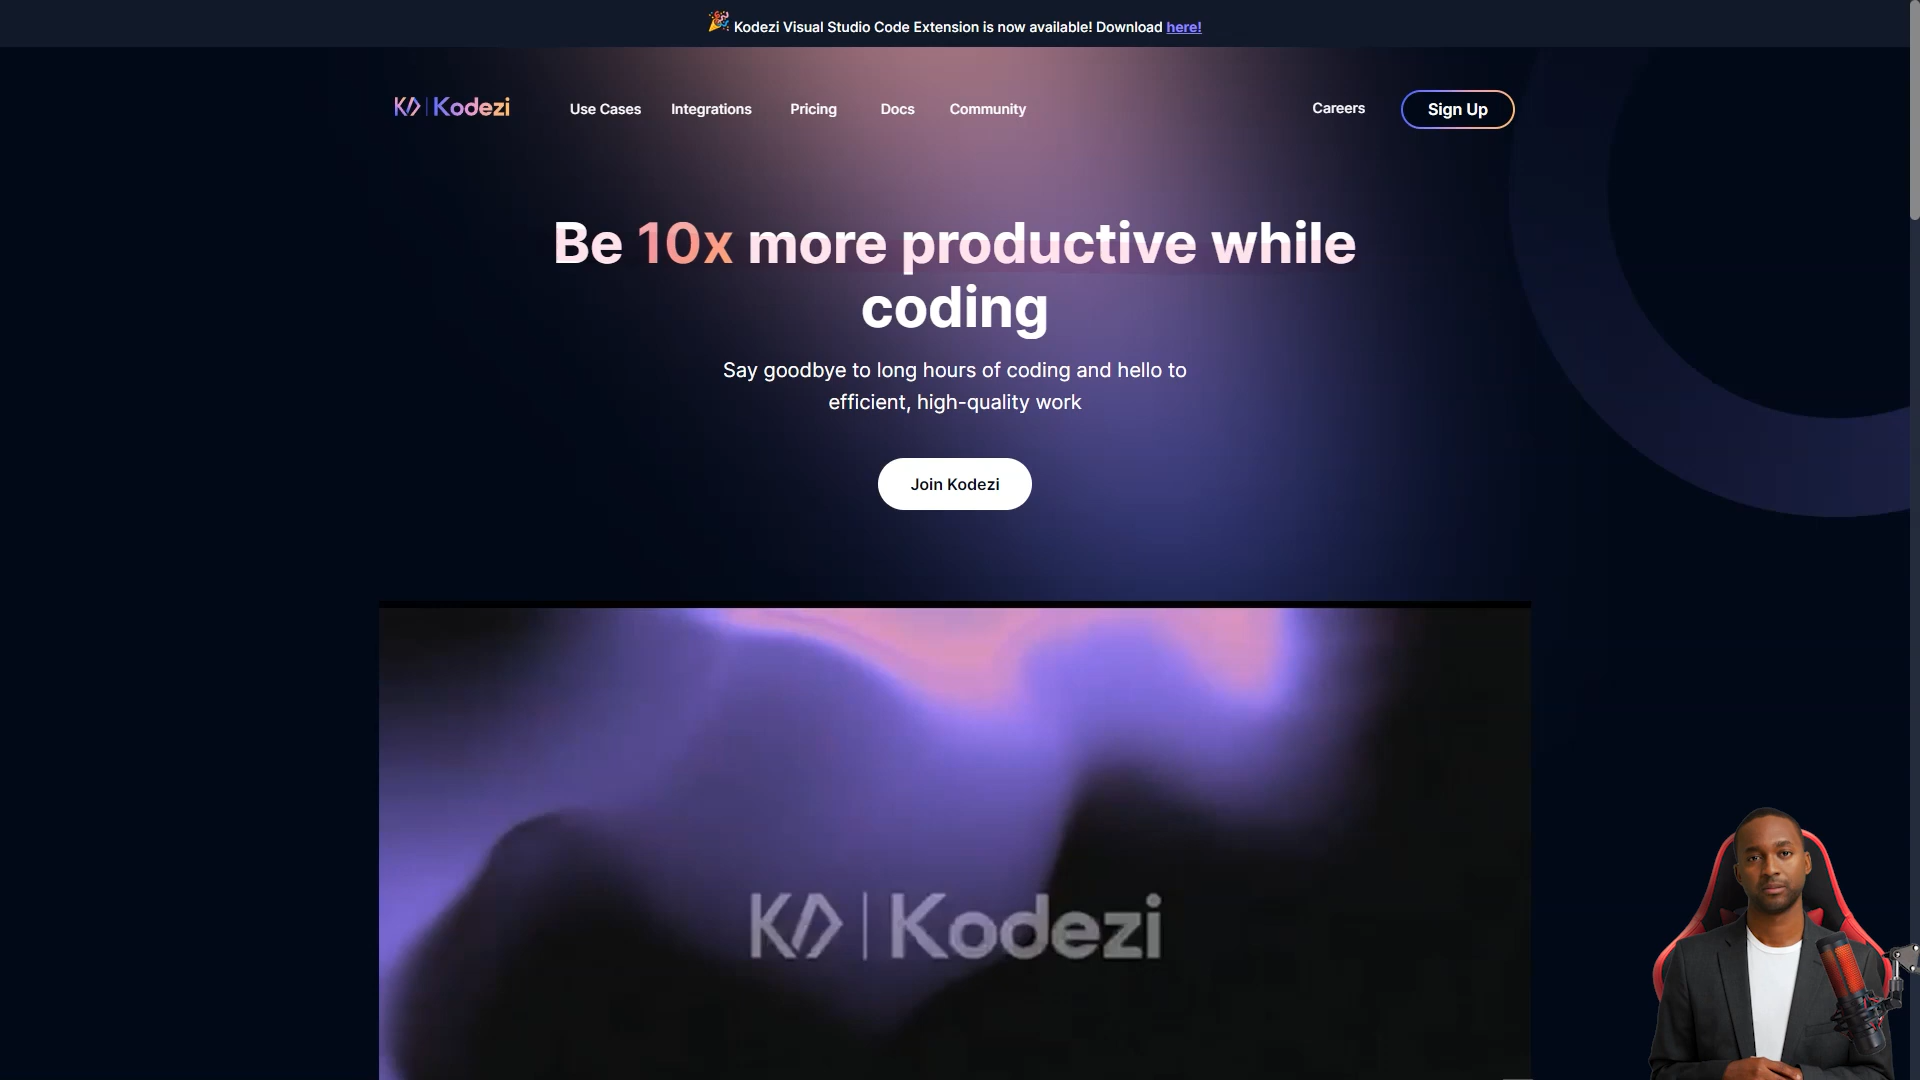 Kodezi Visual Studio Code Extension is now available! Download here!
Kodezi
Use Cases
Integrations
Pricing
Docs
Community
Careers
Sign Up
Be 10x more productive while
coding
Say goodbye to long hours of coding and hello to
efficient, high-quality work
Join Kodezi
Kodezi